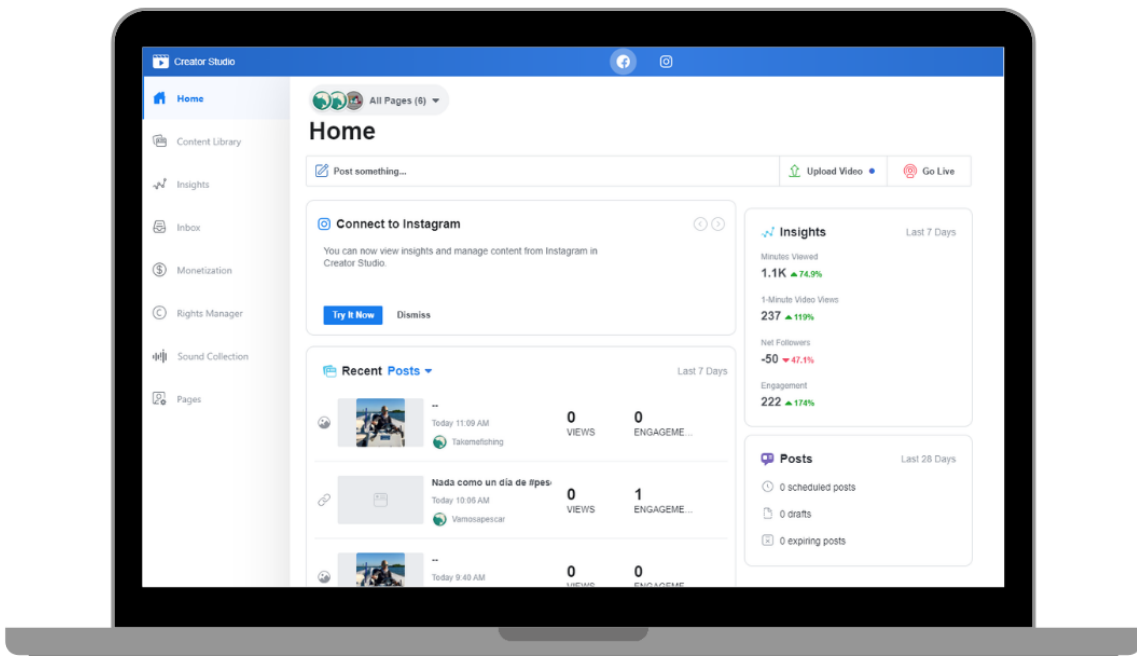 Creator Studio
Home
Content Library
Insights
Inbox
Monetization
Rights Manager
Sound Collection
Pages
All Pages (6)
Home
Post something...
Upload Video
Go Live
Connect to Instagram
You can now view insights and manage content from Instagram in
Creator Studio.
Try It Now
Dismiss
Recent Posts
Last 7 Days
--
Today 11:09 AM
Takemefishing
0
VIEWS
0
ENGAGEME...
Nada como un día de #pes
Today 10:06 AM
Vamosapescar
0
VIEWS
1
ENGAGEME...
--
Today 9:40 AM
0
VIEWS
0
ENGAGEME
Insights
Last 7 Days
Minutes Viewed
1.1K 74.9%
1-Minute Video Views
237 119%
Net Followers
-50 47.1%
Engagement
222 174%
Posts
Last 28 Days
0 scheduled posts
0 drafts
0 expiring posts